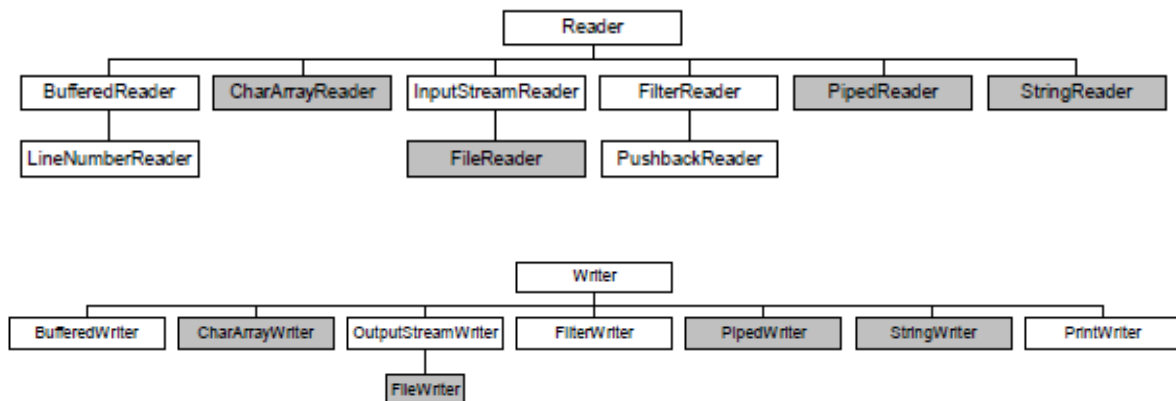 Reader
BufferedReader CharArrayReader InputStreamReader FilterReader PipedReader StringReader
LineNumberReader FileReader PushbackReader
Writer
BufferedWriter CharArrayWriter OutputStreamWriter FilterWriter PipedWriter StringWriter PrintWriter
FileWriter